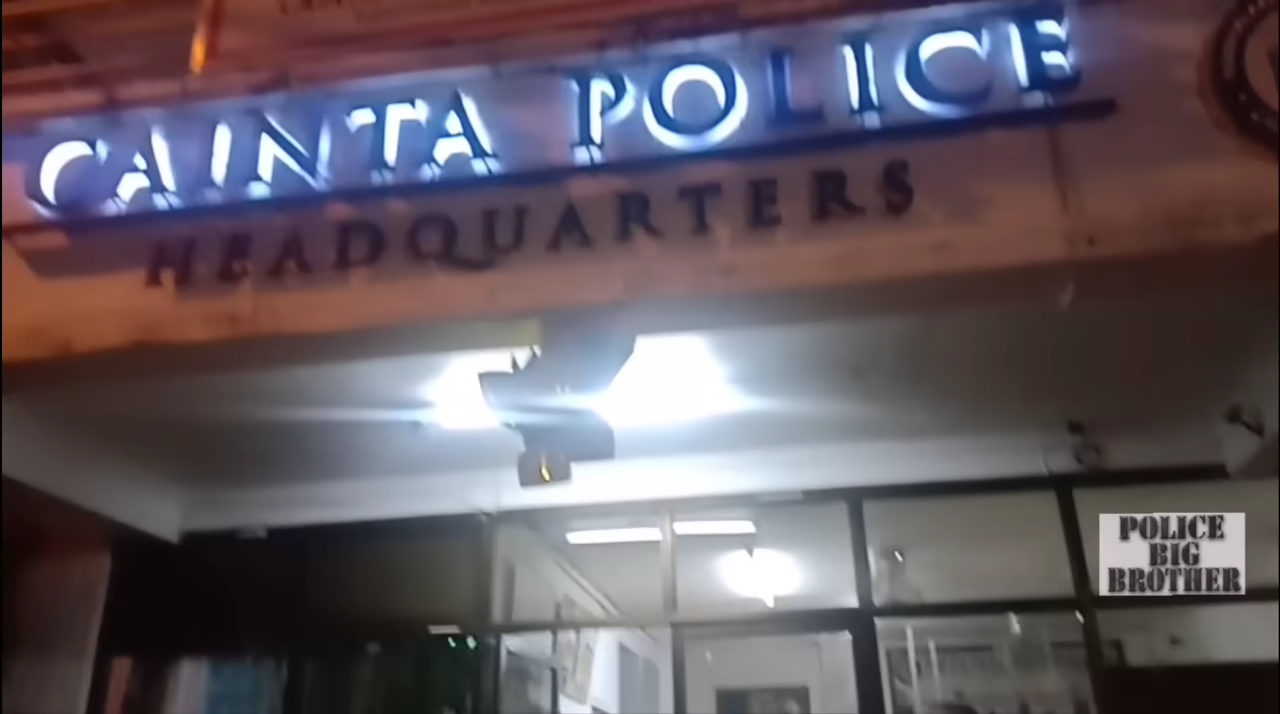 CAINTA POLICE
HEADQUARTERS
POLICE
BIG
BROTHER